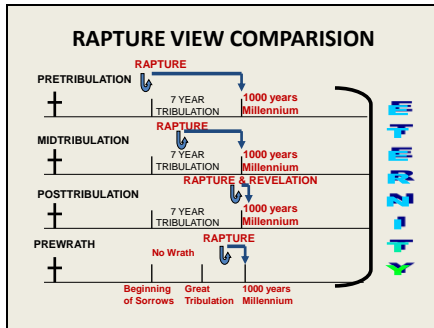 RAPTURE VIEW COMPARISION
RAPTURE
PRETRIBULATION
7 YEAR
TRIBULATION
1000 years
Millennium
RAPTURE
MIDTRIBULATION
7 YEAR
TRIBULATION
1000 years
Millennium
RAPTURE & REVELATION
POSTTRIBULATION
7 YEAR
TRIBULATION
1000 years
Millennium
RAPTURE
PREWRATH
No Wrath
Beginning
of Sorrows
Great
Tribulation
1000 years
Millennium
ETERNITY